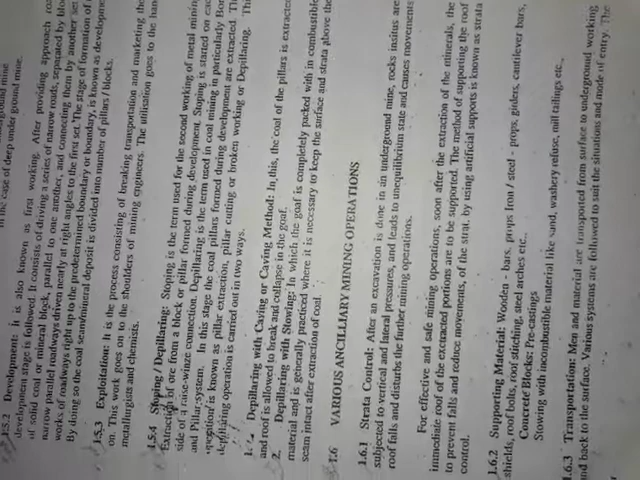 in the case of deep underground mine.
1.5.2 Development: It is also known as first working. After providing approach
development stage is followed. It consists of driving a series of narrow roads, separated by
of solid coal or mineral block, parallel to one another, and connecting them by another set
narrow parallel roadways driven nearly at right angles to the first set. The stage of formation of
works of roadways right up to the predetermined boundary or boundary, is known as
By doing so the coal seam/mineral deposit is divided into number of pillars / blocks.
1.5.3 Exploitation: It is the process consisting of breaking transportation and marketing the
on. This work goes on to the shoulders of mining engineers. The utilisation goes to the
metallurgists and chemists.
1.5.4 Stoping / Depillaring: Stoping is the term used for the second working of metal
Extraction of ore from a block or pillar formed during development. Stoping is started on
side of a raise-winze connection. Depillaring is the term used in coal mining in particularly
and Pillar-system. In this stage the coal pillars formed during development are extracted.
operation is known as pillar extraction, pillar cutting or broken working or Depillaring.
depillaring operation is carried out in two ways.
Depillaring with Caving or Caving Method: In this, the coal of the pillars is
and roof is allowed to break and collapse in the goaf.
2. Depillaring with Stowing: In which the goaf is completely packed with in combustible
material and is generally practiced where it is necessary to keep the surface and strata above the
seam intact after extraction of coal.
1.6 VARIOUS ANCILLIARY MINING OPERATIONS
1.6.1 Strata Control: After an excavation is done in an underground mine, rocks insitus are
subjected to vertical and lateral pressures, and leads to unequilibrium state and causes movements
roof falls and disturbs the further mining operations.
For effective and safe mining operations, soon after the extraction of the minerals, the
immediate roof of the extracted portions are to be supported. The method of supporting the roof
to prevent falls and reduce movements, of the strat, by using artificial supports is known as strata
control.
1.6.2 Supporting Material: Wooden - bars, props Iron / steel - props, girders, cantilever bars,
shields, roof bolts, roof stitching, steel arches etc..,
Concrete Blocks: Pre-castings
Stowing with incombustible material like sand, washery refuse, mill tailings etc.,
1.6.3 Transportation: Men and material are transported from surface to underground working
and back to the surface. Various systems are followed to suit the situations and mode of entry. The